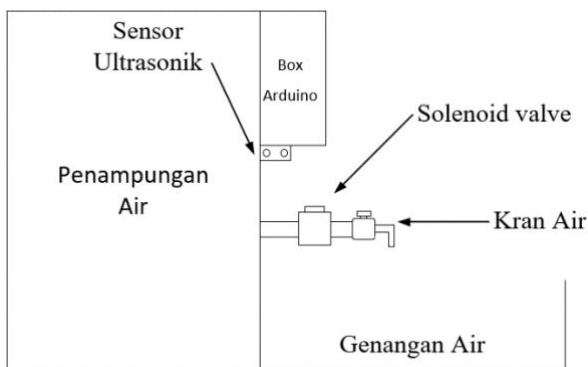 Sensor
Ultrasonik
Box
Arduino
Solenoid valve
Penampungan
Air
Kran Air
Genangan Air